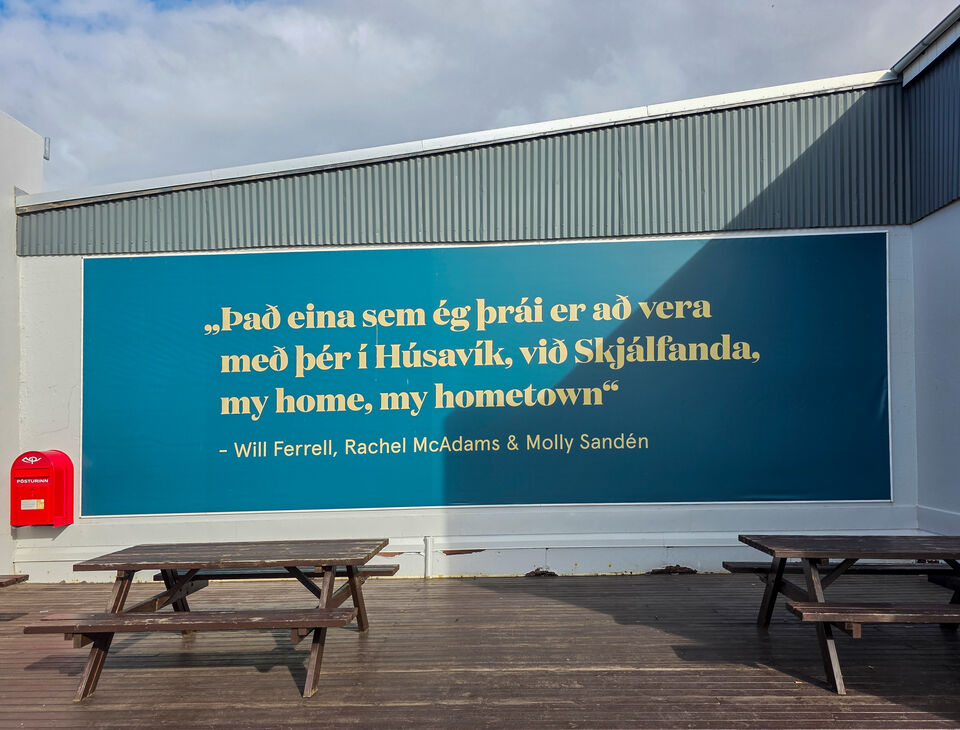 „Það eina sem ég þrái er að vera
með þér í Húsavík, við Skjálfanda,
my home, my hometown“
– Will Ferrell, Rachel McAdams & Molly Sandén
PÓSTURINN